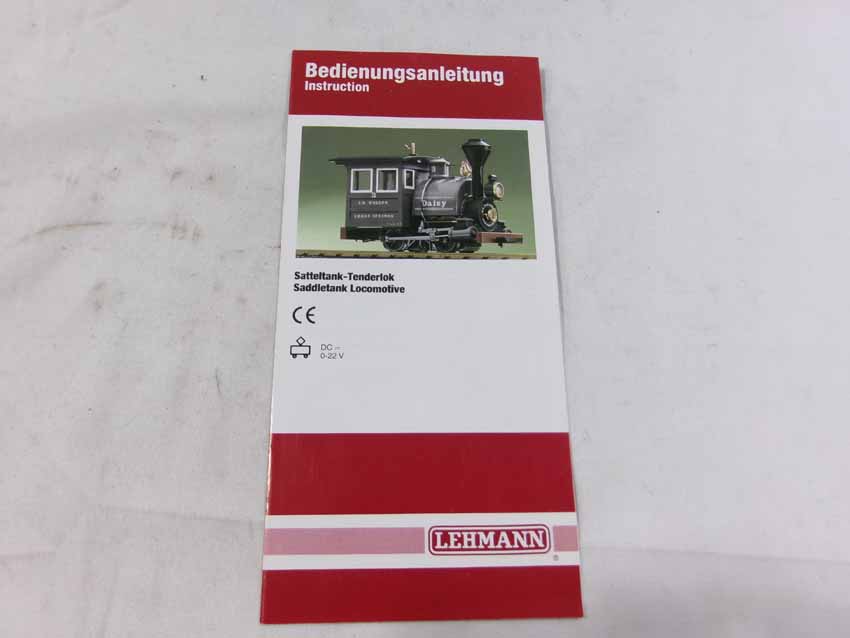 Bedienungsanleitung
Instruction
Daisy
Satteltank-Tenderlok
Saddletank Locomotive
CE
DC ⎓
0-22 V
LEHMANN
®